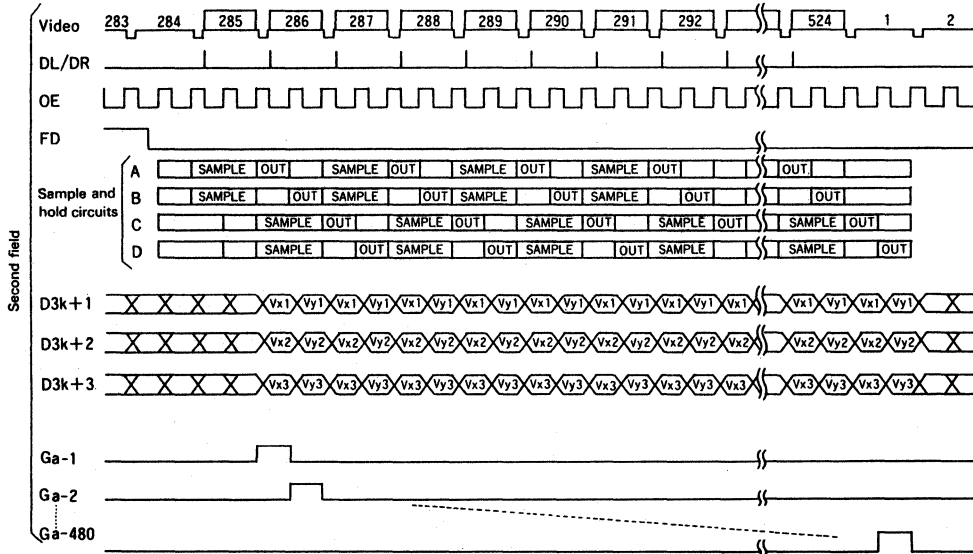 Second field
Video 283 284 285 286 287 288 289 290 291 292 524 1 2
DL/DR
OE
FD
Sample and hold circuits
A SAMPLE OUT SAMPLE OUT SAMPLE OUT SAMPLE OUT OUT.
B SAMPLE OUT SAMPLE OUT SAMPLE OUT SAMPLE OUT OUT
C SAMPLE OUT SAMPLE OUT SAMPLE OUT SAMPLE OUT SAMPLE OUT
D SAMPLE OUT SAMPLE OUT SAMPLE OUT SAMPLE OUT SAMPLE OUT
D3k+1 Vx1 Vy1 Vx1 Vy1 Vx1 Vy1 Vx1 Vy1 Vx1 Vy1 Vx1 Vy1 Vx1 Vy1 Vx1 Vx1 Vy1 Vx1 Vy1
D3k+2 Vx2 Vy2 Vx2 Vy2 Vx2 Vy2 Vx2 Vy2 Vx2 Vy2 Vx2 Vy2 Vx2 Vy2 Vx2 Vx2 Vy2 Vx2 Vy2
D3k+3 Vx3 Vy3 Vx3 Vy3 Vx3 Vy3 Vx3 Vy3 Vx3 Vy3 Vx3 Vy3 Vx3 Vy3 Vx3 Vx3 Vy3 Vx3 Vy3
Ga-1
Ga-2
Ga-480